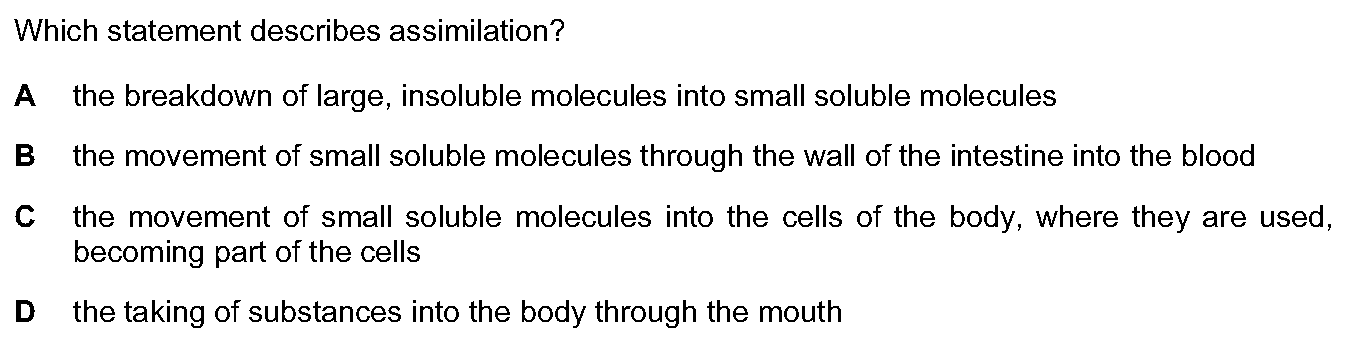 Which statement describes assimilation?
A the breakdown of large, insoluble molecules into small soluble molecules
B the movement of small soluble molecules through the wall of the intestine into the blood
C the movement of small soluble molecules into the cells of the body, where they are used,
becoming part of the cells
D the taking of substances into the body through the mouth